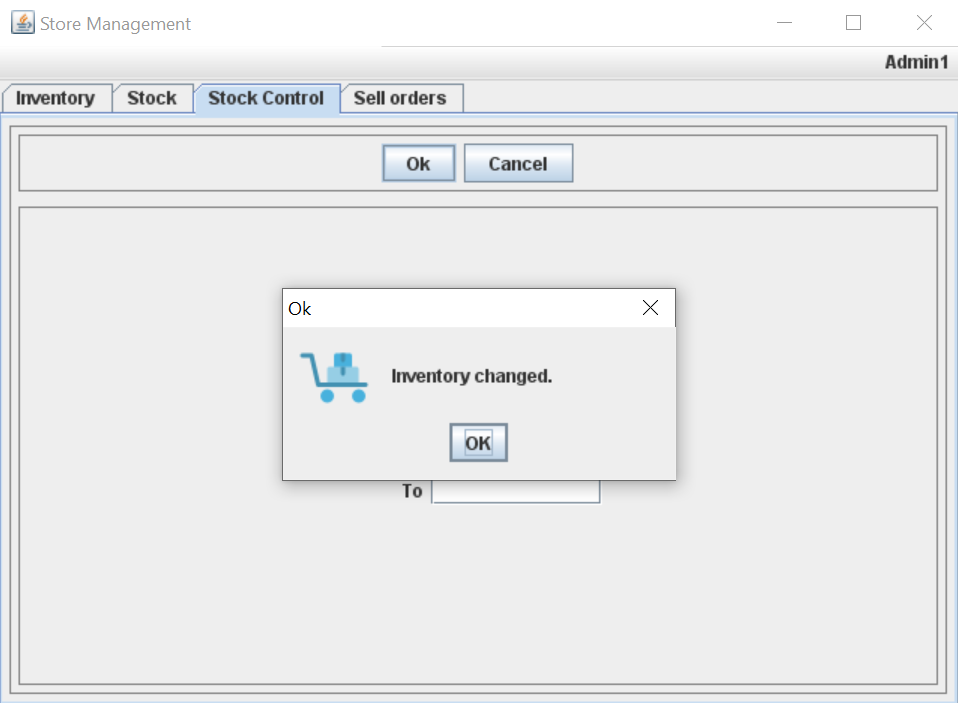 Store Management
Admin1
Inventory Stock Stock Control Sell orders
Ok Cancel
Ok
Inventory changed.
OK
To